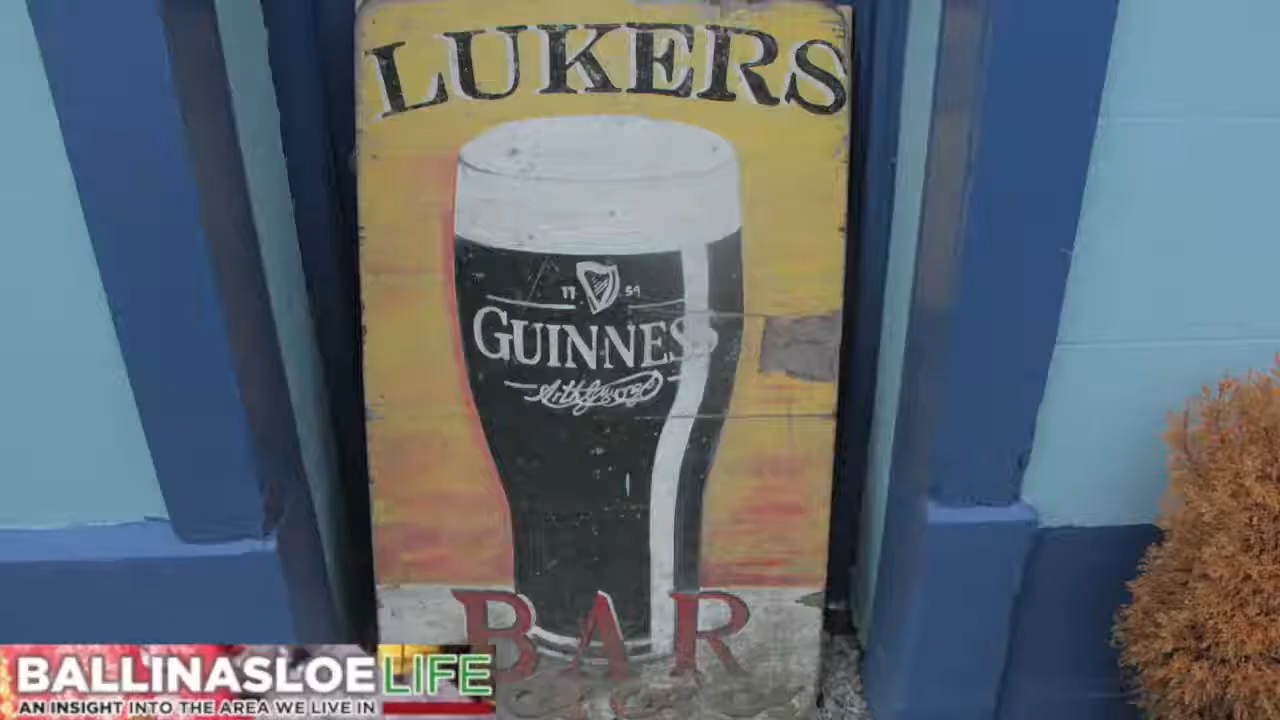 LUKERS
17 59
GUINNESS
BAR
BALLINASLOE LIFE
AN INSIGHT INTO THE AREA WE LIVE IN